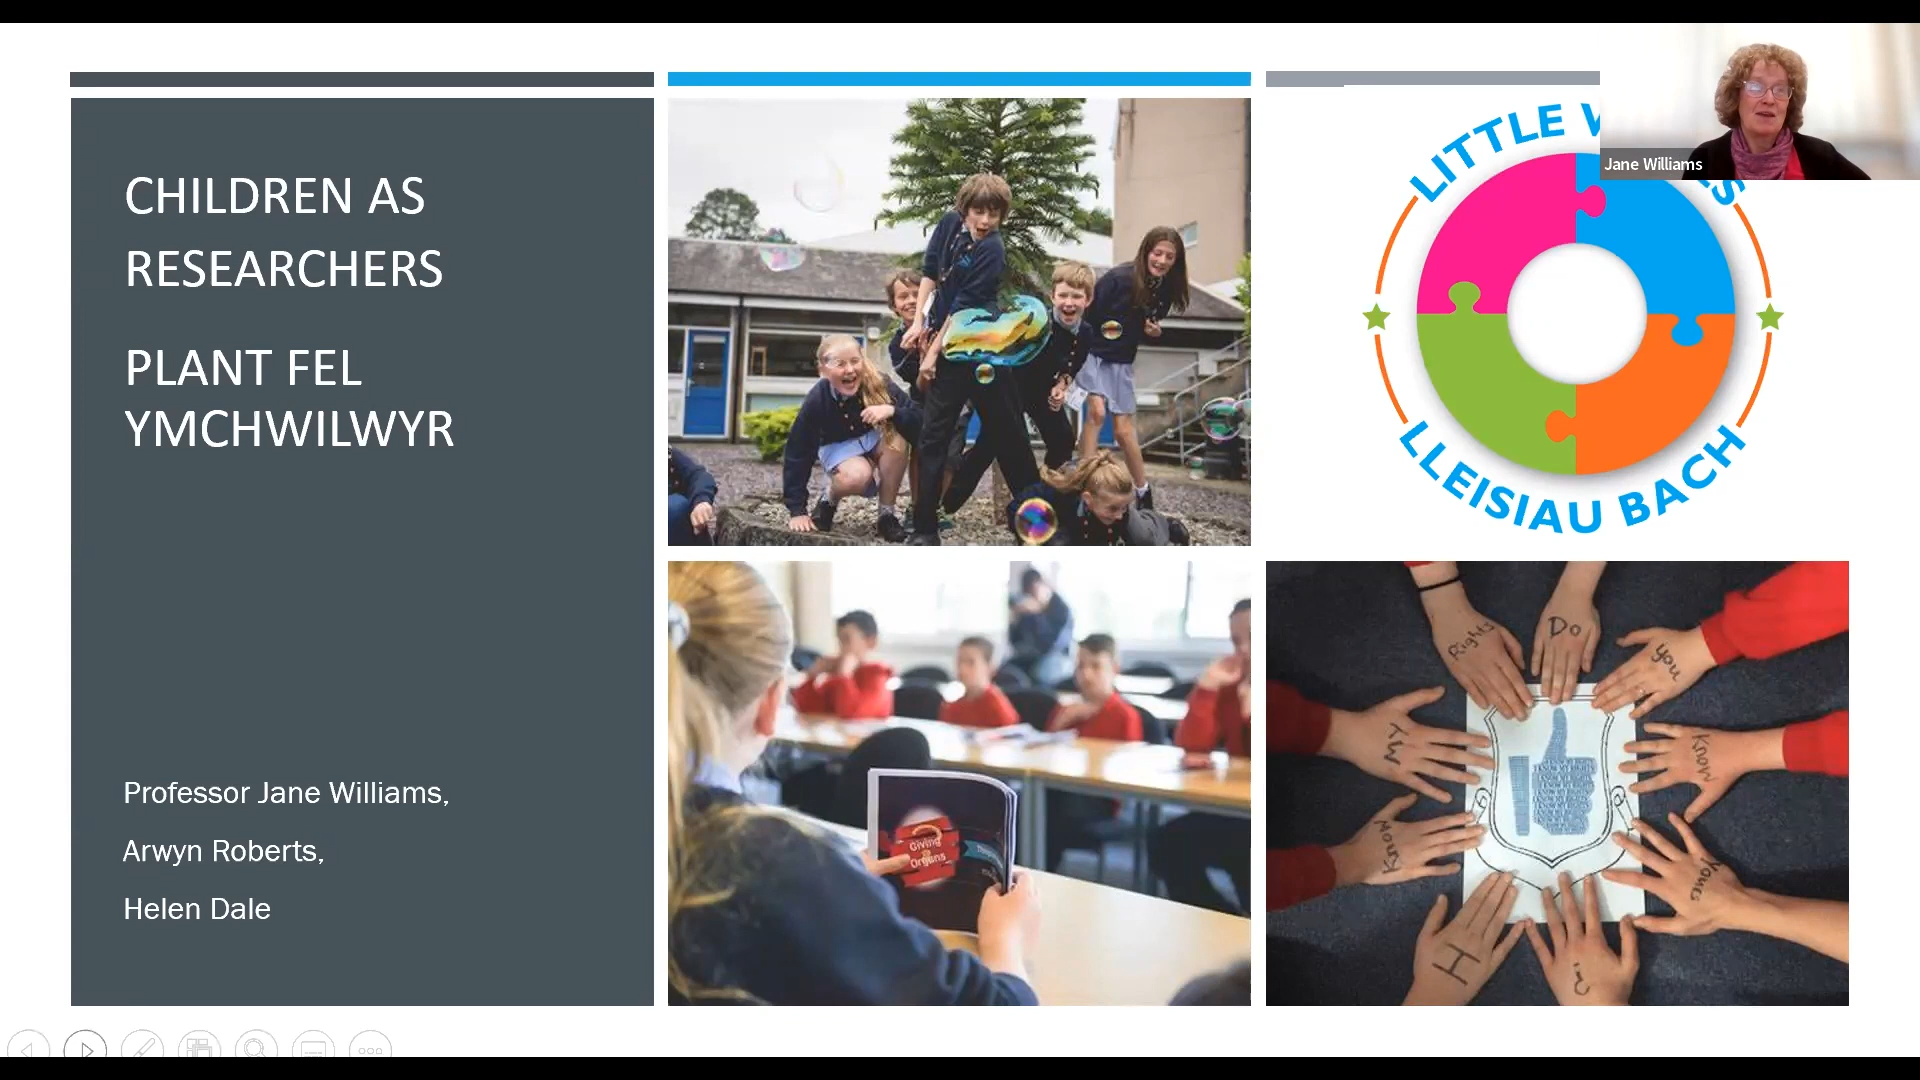 CHILDREN AS
RESEARCHERS
PLANT FEL
YMCHWILWYR
Professor Jane Williams,
Arwyn Roberts,
Helen Dale
Giving
Organs
LITTLE
LLEISIAU BACH
Jane Williams
Rights
Do
you
Know
Yours
?
I
Know
My